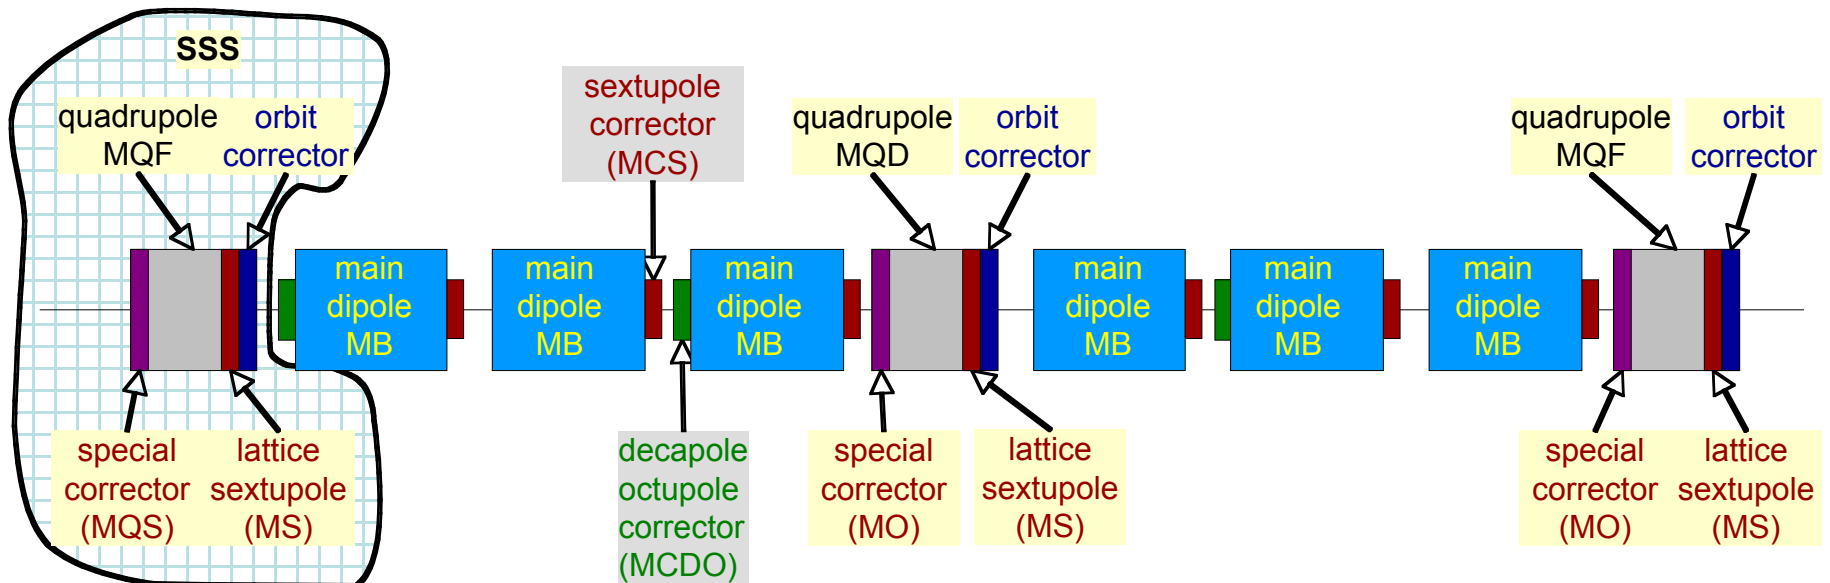 SSS
quadrupole
MQF
orbit
corrector
sextupole
corrector
(MCS)
quadrupole
MQD
orbit
corrector
quadrupole
MQF
orbit
corrector
main
dipole
MB
main
dipole
MB
main
dipole
MB
main
dipole
MB
main
dipole
MB
main
dipole
MB
special
corrector
(MQS)
lattice
sextupole
(MS)
decapole
octupole
corrector
(MCDO)
special
corrector
(MO)
lattice
sextupole
(MS)
special
corrector
(MO)
lattice
sextupole
(MS)